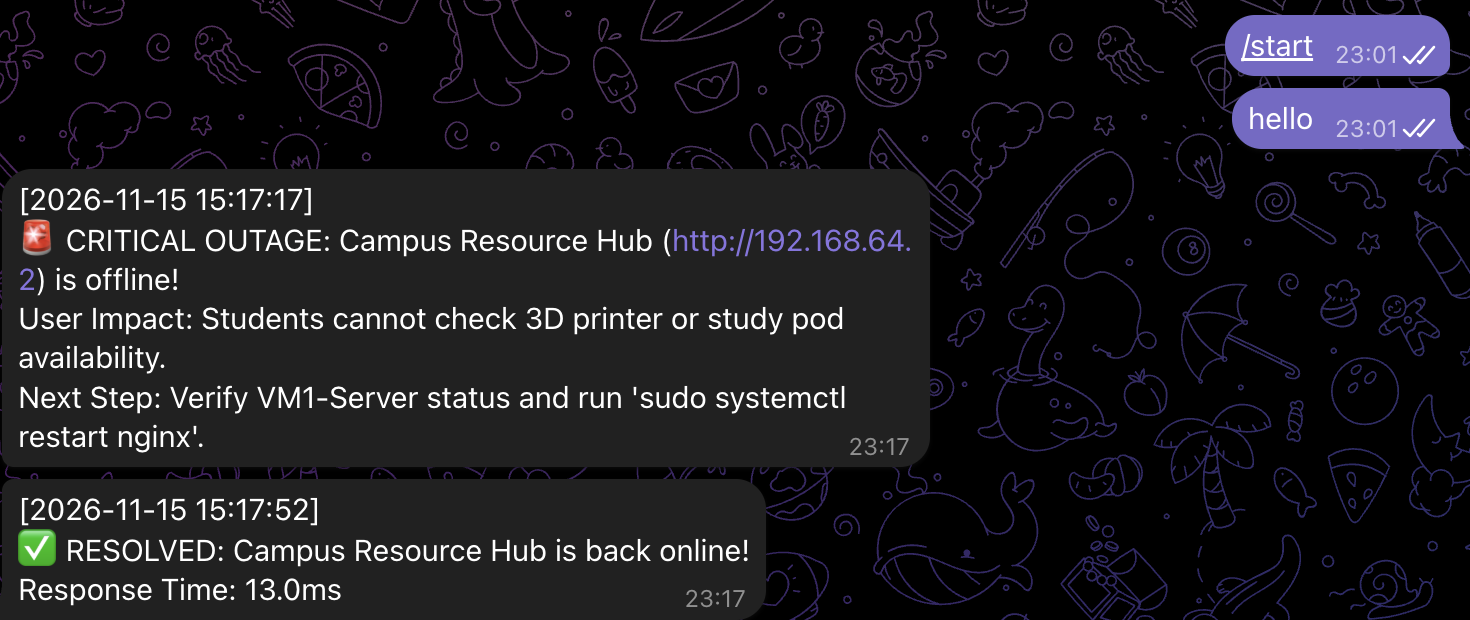 /start 23:01
hello 23:01
[2026-11-15 15:17:17]
🚨 CRITICAL OUTAGE: Campus Resource Hub (http://192.168.64.
2) is offline!
User Impact: Students cannot check 3D printer or study pod
availability.
Next Step: Verify VM1-Server status and run 'sudo systemctl
restart nginx'.
23:17
[2026-11-15 15:17:52]
✅ RESOLVED: Campus Resource Hub is back online!
Response Time: 13.0ms
23:17